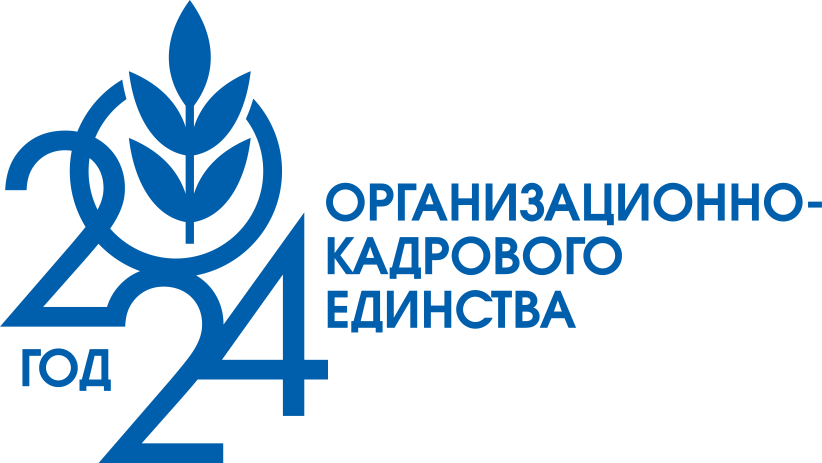 2024
ГОД
ОРГАНИЗАЦИОННО-
КАДРОВОГО
ЕДИНСТВА